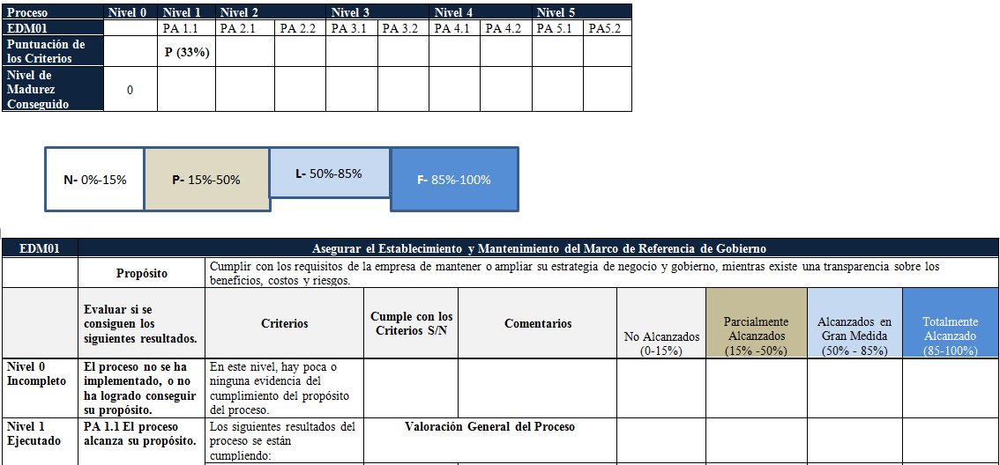 Proceso Nivel 0 Nivel 1 Nivel 2 Nivel 3 Nivel 4 Nivel 5
EDM01 PA 1.1 PA 2.1 PA 2.2 PA 3.1 PA 3.2 PA 4.1 PA 4.2 PA 5.1 PA5.2
Puntuación de
los Criterios
P (33%)
Nivel de
Madurez
Conseguido
0
N- 0%-15%
P- 15%-50%
L- 50%-85%
F- 85%-100%
EDM01 Asegurar el Establecimiento y Mantenimiento del Marco de Referencia de Gobierno
Propósito
Cumplir con los requisitos de la empresa de mantener o ampliar su estrategia de negocio y gobierno, mientras existe una transparencia sobre los
beneficios, costos y riesgos.
Evaluar si se
consiguen los
siguientes resultados.
Criterios
Cumple con los
Criterios S/N
Comentarios
No Alcanzados
(0-15%)
Parcialmente
Alcanzados
(15% -50%)
Alcanzados en
Gran Medida
(50% - 85%)
Totalmente
Alcanzado
(85-100%)
Nivel 0
Incompleto
El proceso no se ha
implementado, o no
ha logrado conseguir
su propósito.
En este nivel, hay poca o
ninguna evidencia del
cumplimiento del propósito
del proceso.
Nivel 1
Ejecutado
PA 1.1 El proceso
alcanza su propósito.
Los siguientes resultados del
proceso se están
cumpliendo:
Valoración General del Proceso